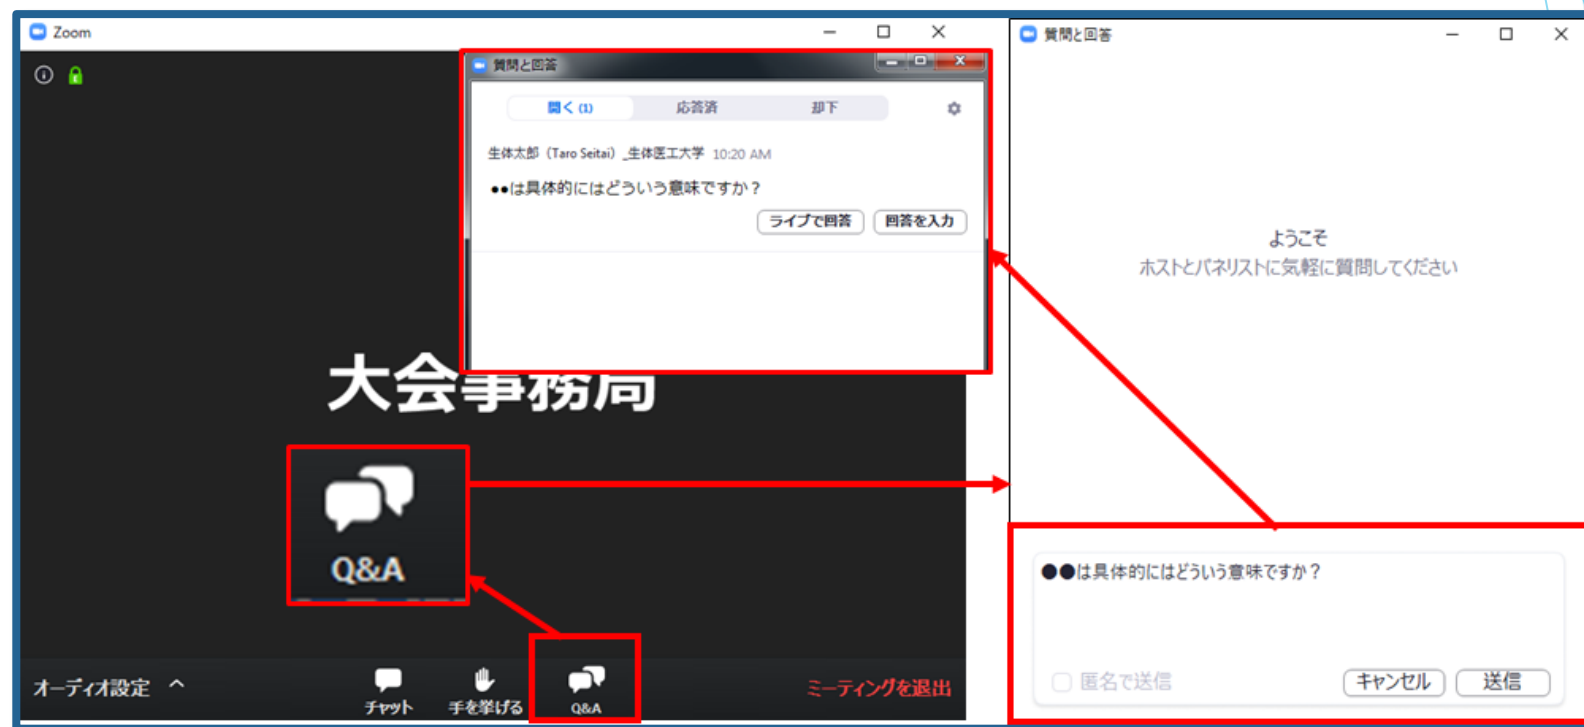 Zoom
質問と回答
開く (1)
応答済
却下
生体太郎（Taro Seitai）_生体医工大学 10:20 AM
●●は具体的にはどういう意味ですか？
ライブで回答
回答を入力
大会事務局
Q&A
オーディオ設定
チャット
手を挙げる
Q&A
ミーティングを退出
質問と回答
ようこそ
ホストとパネリストに気軽に質問してください
●●は具体的にはどういう意味ですか？
匿名で送信
キャンセル
送信